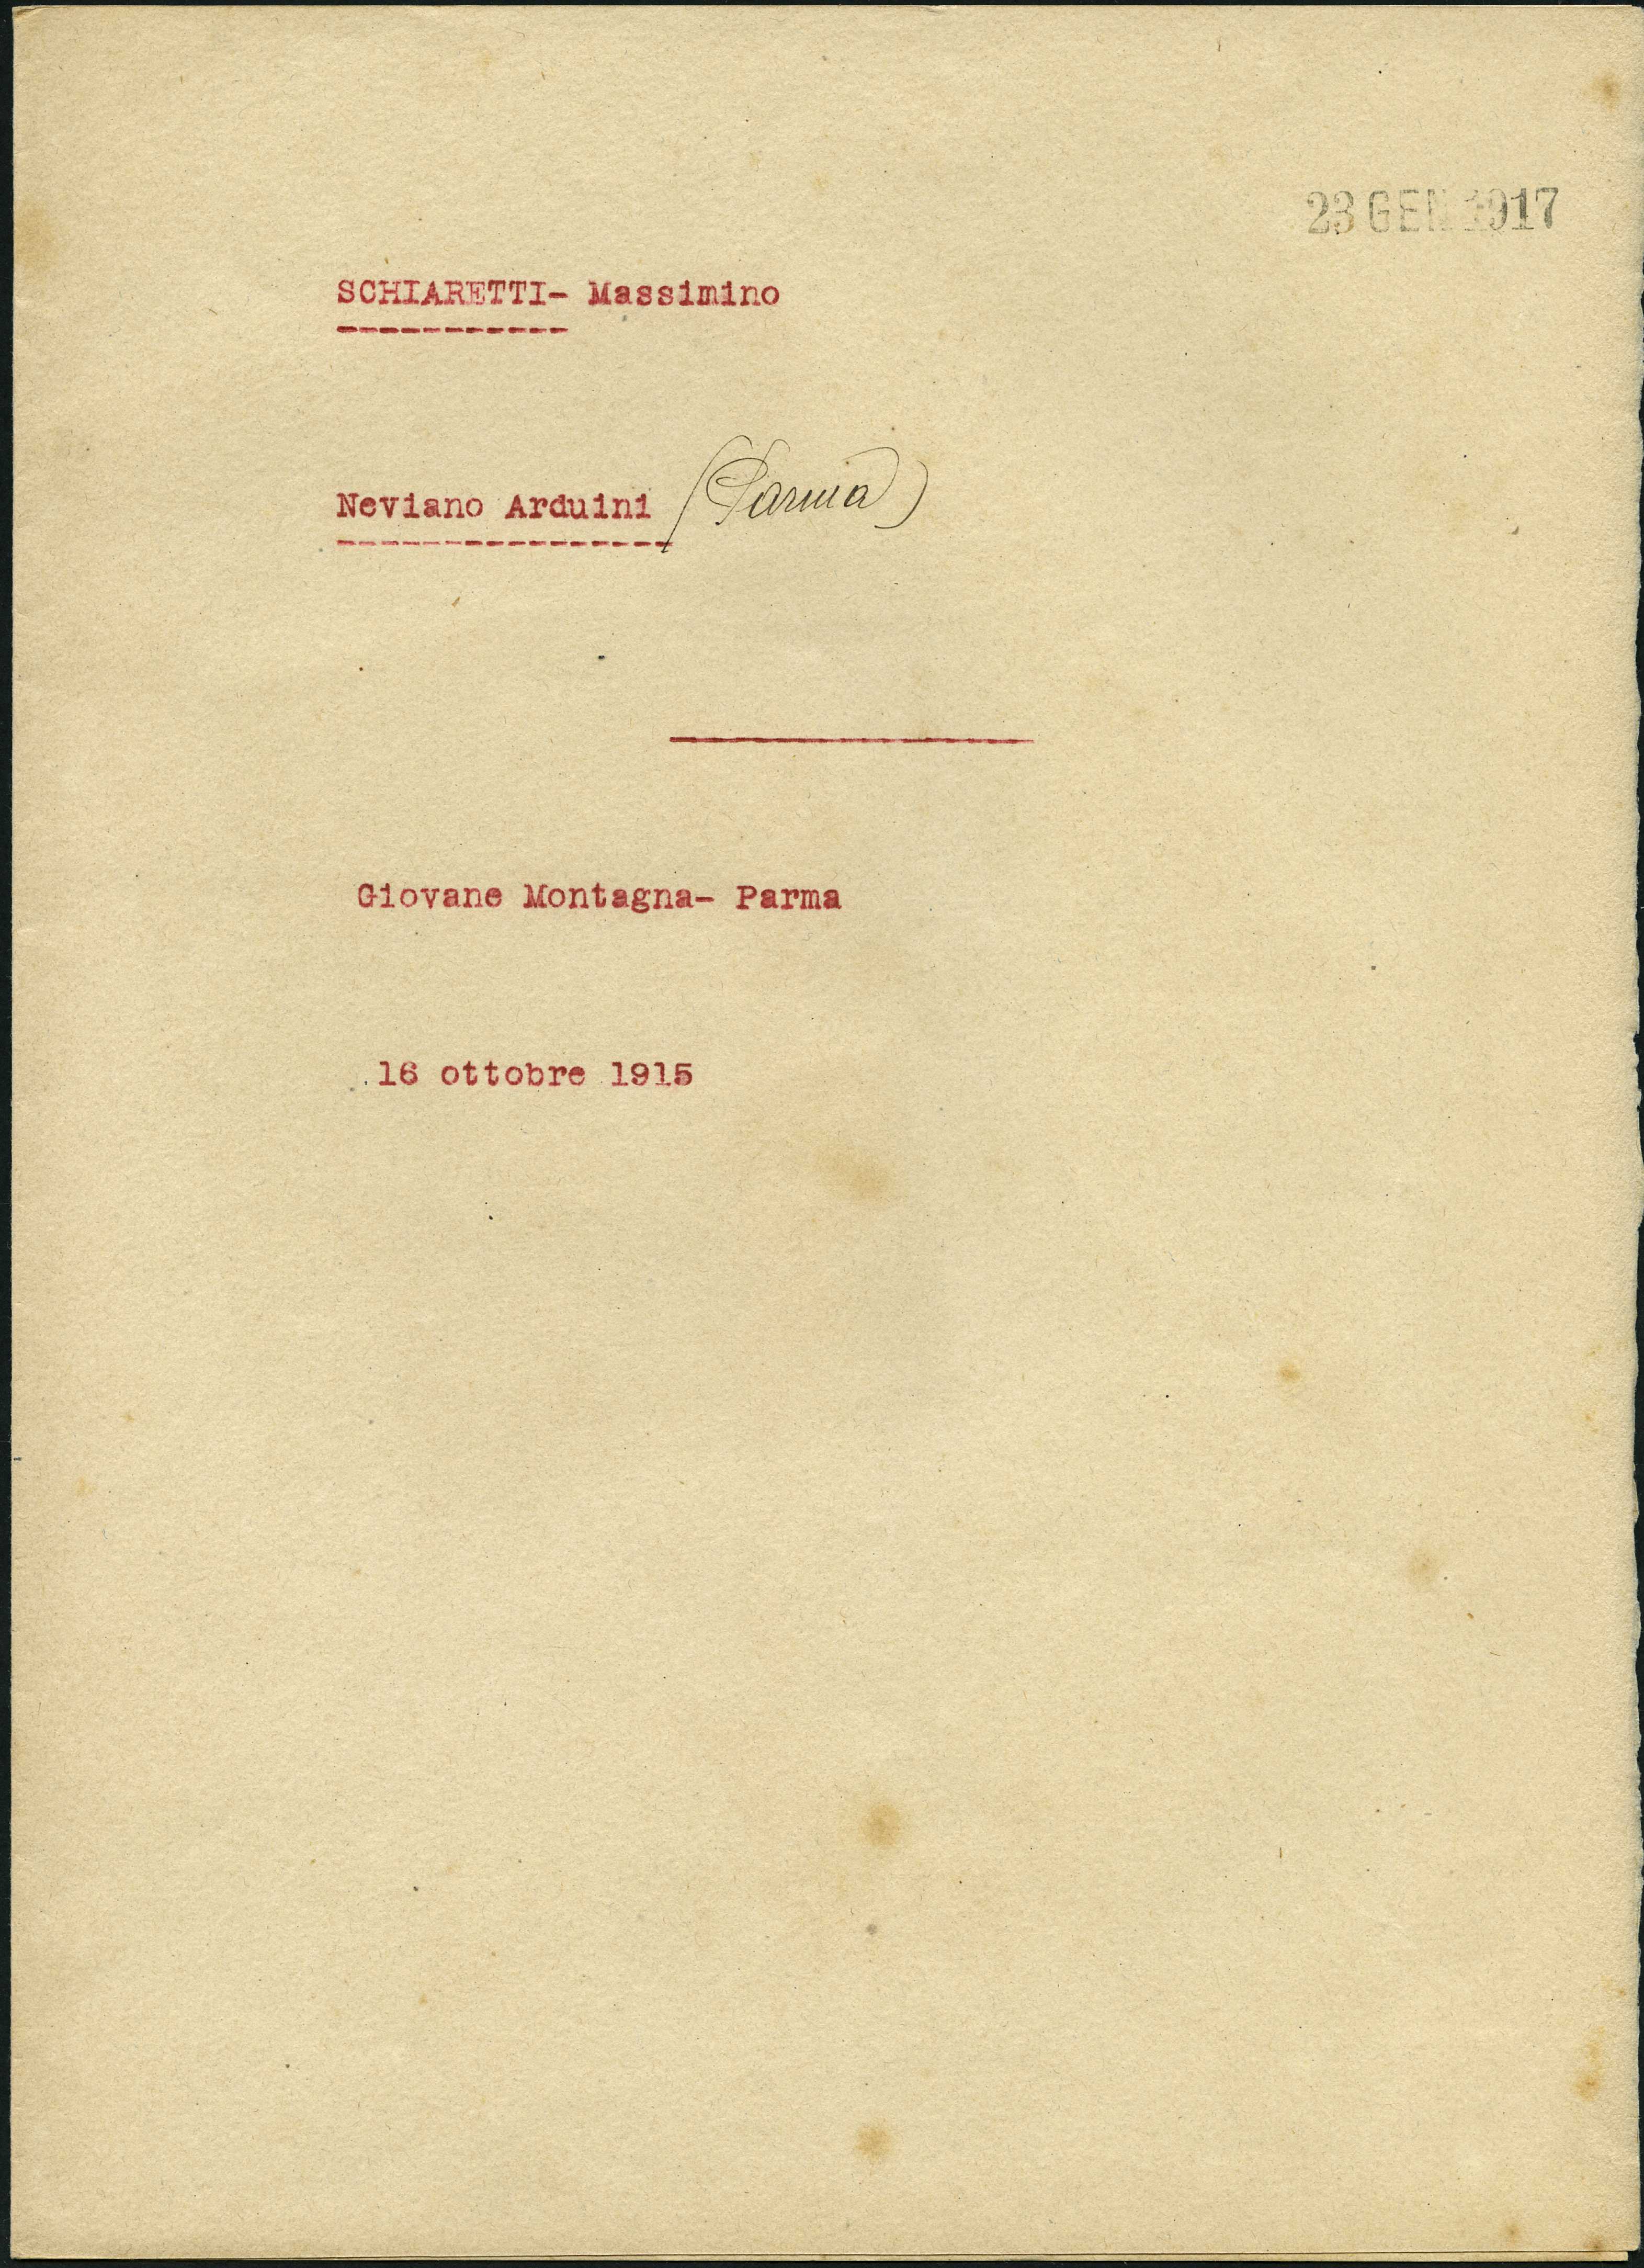 23 GEN 1917
SCHIARETTI- Massimino
Neviano Arduini (Parma)
Giovane Montagna- Parma
16 ottobre 1915